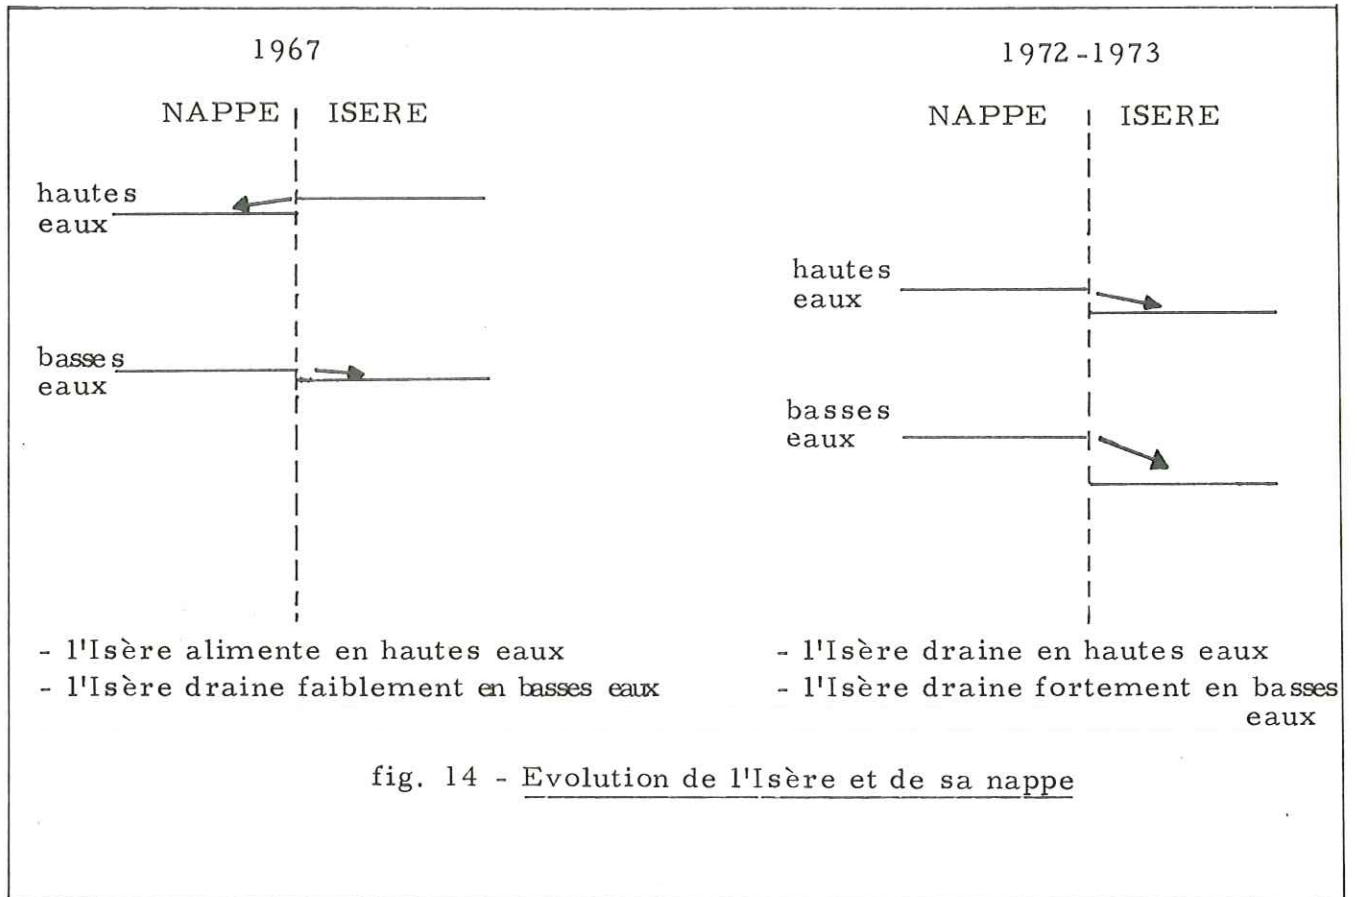 1967
NAPPE ISERE
hautes
eaux
basses
eaux
- l'Isère alimente en hautes eaux
- l'Isère draine faiblement en basses eaux
1972-1973
NAPPE ISERE
hautes
eaux
basses
eaux
- l'Isère draine en hautes eaux
- l'Isère draine fortement en basses
eaux
fig. 14 - Evolution de l'Isère et de sa nappe